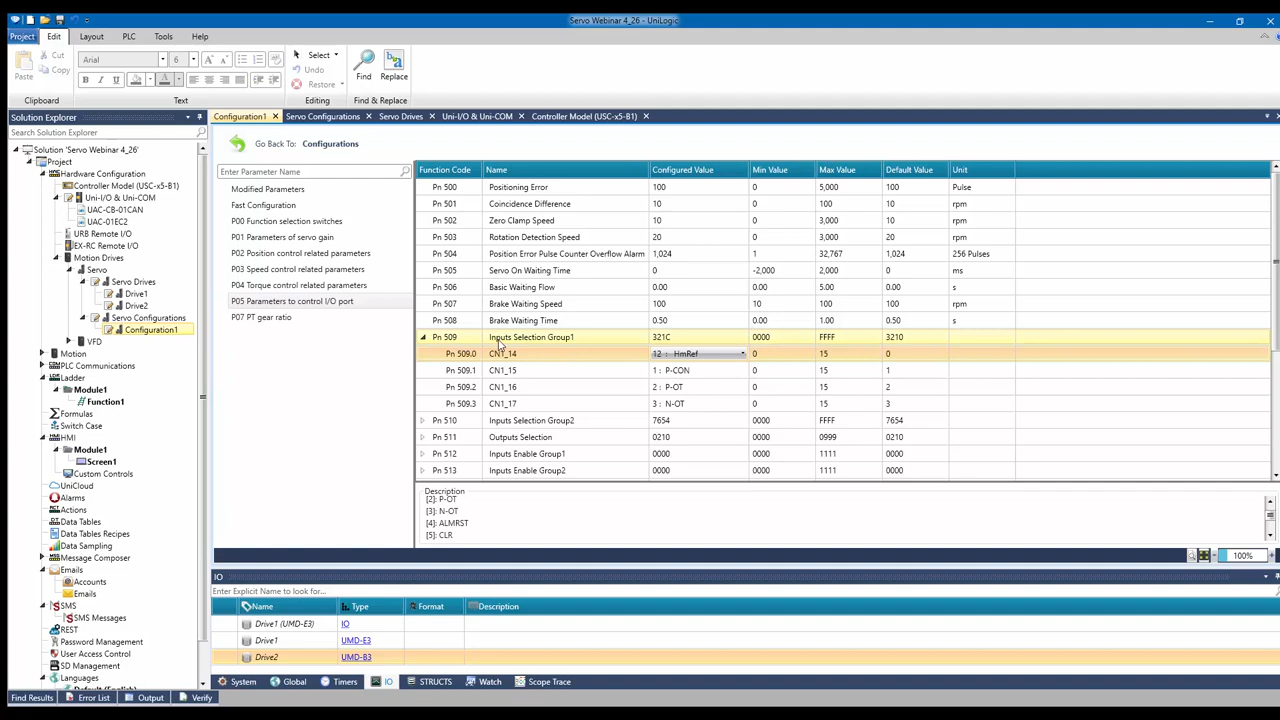 Servo Webinar 4_26 - UniLogic
Project Edit Layout PLC Tools Help
Paste Cut Copy
Arial 6
Select Undo Restore
Find Replace
Clipboard Text Editing Find & Replace
Solution Explorer
Search Solution Explorer
Solution 'Servo Webinar 4_26'
Project
Hardware Configuration
Controller Model (USC-x5-B1)
Uni-I/O & Uni-COM
UAC-CB-01CAN
UAC-01EC2
URB Remote I/O
EX-RC Remote I/O
Motion Drives
Servo
Servo Drives
Drive1
Drive2
Servo Configurations
Configuration1
VFD
Motion
PLC Communications
Ladder
Module1
Function1
Formulas
Switch Case
HMI
Module1
Screen1
Custom Controls
UniCloud
Alarms
Actions
Data Tables
Data Tables Recipes
Data Sampling
Message Composer
Emails
Accounts
Emails
SMS
SMS Messages
REST
Password Management
User Access Control
SD Management
Languages
Default (English)
Configuration1 Servo Configurations Servo Drives Uni-I/O & Uni-COM Controller Model (USC-x5-B1)
Go Back To: Configurations
Enter Parameter Name
Modified Parameters
Fast Configuration
P00 Function selection switches
P01 Parameters of servo gain
P02 Position control related parameters
P03 Speed control related parameters
P04 Torque control related parameters
P05 Parameters to control I/O port
P07 PT gear ratio
Function Code Name Configured Value Min Value Max Value Default Value Unit
Pn 500 Positioning Error 100 0 5,000 100 Pulse
Pn 501 Coincidence Difference 10 0 100 10 rpm
Pn 502 Zero Clamp Speed 10 0 3,000 10 rpm
Pn 503 Rotation Detection Speed 20 0 3,000 20 rpm
Pn 504 Position Error Pulse Counter Overflow Alarm 1,024 1 32,767 1,024 256 Pulses
Pn 505 Servo On Waiting Time 0 -2,000 2,000 0 ms
Pn 506 Basic Waiting Flow 0.00 0.00 5.00 0.00 s
Pn 507 Brake Waiting Speed 100 10 100 100 rpm
Pn 508 Brake Waiting Time 0.50 0.00 1.00 0.50 s
Pn 509 Inputs Selection Group1 321C 0000 FFFF 3210
Pn 509.0 CN1_14 12 : HmRef 0 15 0
Pn 509.1 CN1_15 1 : P-CON 0 15 1
Pn 509.2 CN1_16 2 : P-OT 0 15 2
Pn 509.3 CN1_17 3 : N-OT 0 15 3
Pn 510 Inputs Selection Group2 7654 0000 FFFF 7654
Pn 511 Outputs Selection 0210 0000 0999 0210
Pn 512 Inputs Enable Group1 0000 0000 1111 0000
Pn 513 Inputs Enable Group2 0000 0000 1111 0000
Description
[2]: P-OT
[3]: N-OT
[4]: ALMRST
[5]: CLR
100%
IO
Enter Explicit Name to look for...
Name Type Format Description
Drive1 (UMD-E3) IO
Drive1 UMD-E3
Drive2 UMD-B3
System Global Timers IO STRUCTS Watch Scope Trace
Find Results Error List Output Verify